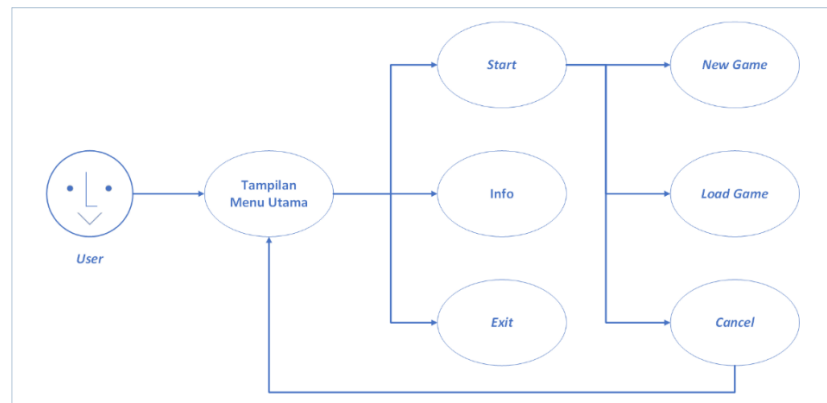 Start
New Game
Tampilan
Menu Utama
Info
Load Game
User
Exit
Cancel